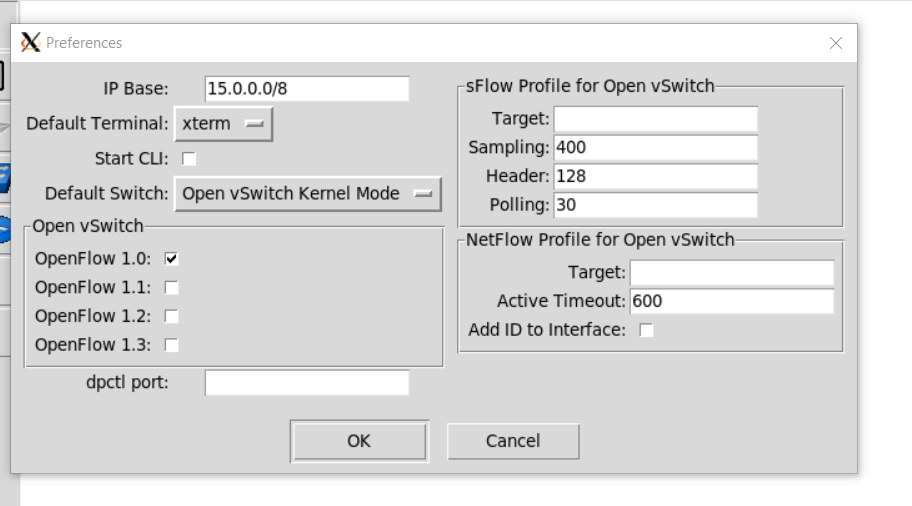 Preferences
IP Base: 15.0.0.0/8
Default Terminal: xterm
Start CLI:
Default Switch: Open vSwitch Kernel Mode
Open vSwitch
OpenFlow 1.0:
OpenFlow 1.1:
OpenFlow 1.2:
OpenFlow 1.3:
dpctl port:
sFlow Profile for Open vSwitch
Target:
Sampling: 400
Header: 128
Polling: 30
NetFlow Profile for Open vSwitch
Target:
Active Timeout: 600
Add ID to Interface:
OK
Cancel